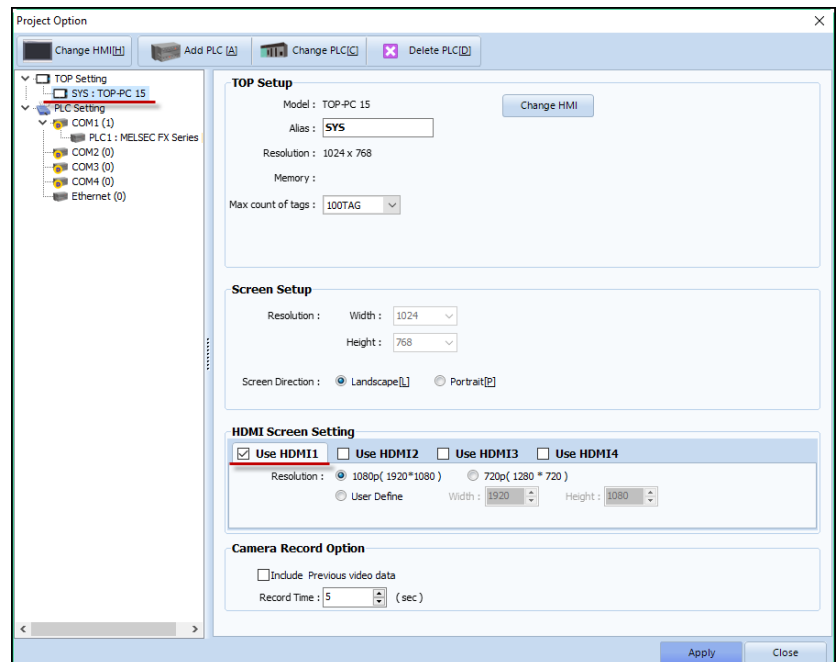 Project Option
Change HMI[H] Add PLC [A] Change PLC[C] Delete PLC[D]
TOP Setting
SYS : TOP-PC 15
PLC Setting
COM1 (1)
PLC1 : MELSEC FX Series
COM2 (0)
COM3 (0)
COM4 (0)
Ethernet (0)
TOP Setup
Model : TOP-PC 15 Change HMI
Alias : SYS
Resolution : 1024 x 768
Memory :
Max count of tags : 100TAG
Screen Setup
Resolution : Width : 1024
Height : 768
Screen Direction : Landscape[L] Portrait[P]
HDMI Screen Setting
Use HDMI1 Use HDMI2 Use HDMI3 Use HDMI4
Resolution : 1080p( 1920*1080 ) 720p( 1280 * 720 )
User Define Width : 1920 Height : 1080
Camera Record Option
Include Previous video data
Record Time : 5 ( sec )
Apply Close